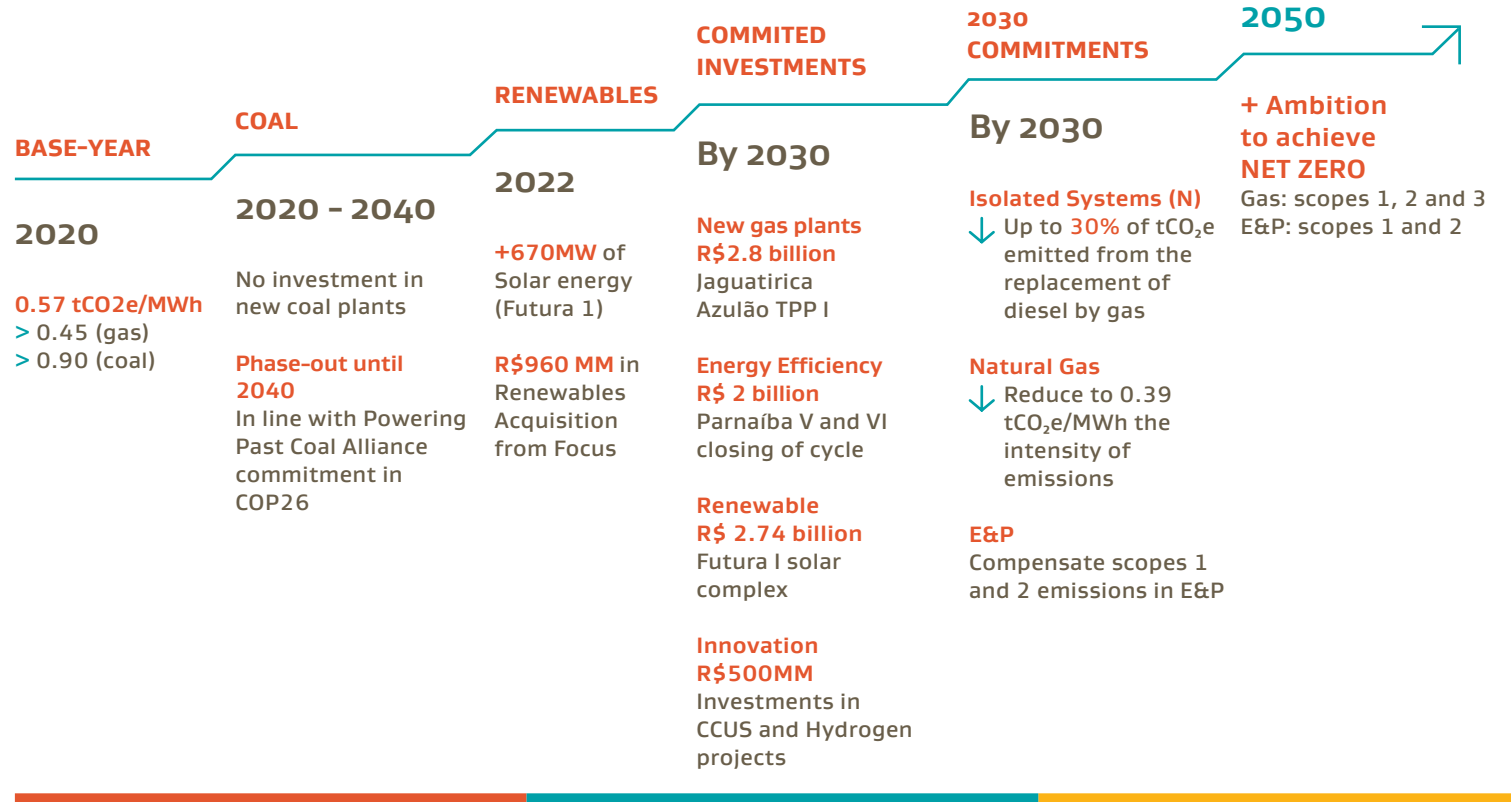 BASE-YEAR
2020
0.57 tCO2e/MWh
> 0.45 (gas)
> 0.90 (coal)
COAL
2020 - 2040
No investment in
new coal plants
Phase-out until
2040
In line with Powering
Past Coal Alliance
commitment in
COP26
RENEWABLES
2022
+670MW of
Solar energy
(Futura 1)
R$960 MM in
Renewables
Acquisition
from Focus
COMMITED
INVESTMENTS
By 2030
New gas plants
R$2.8 billion
Jaguatirica
Azulão TPP I
Energy Efficiency
R$ 2 billion
Parnaíba V and VI
closing of cycle
Renewable
R$ 2.74 billion
Futura I solar
complex
Innovation
R$500MM
Investments in
CCUS and Hydrogen
projects
2030
COMMITMENTS
By 2030
Isolated Systems (N)
↓ Up to 30% of tCO₂e
emitted from the
replacement of
diesel by gas
Natural Gas
↓ Reduce to 0.39
tCO₂e/MWh the
intensity of
emissions
E&P
Compensate scopes 1
and 2 emissions in E&P
2050
+ Ambition
to achieve
NET ZERO
Gas: scopes 1, 2 and 3
E&P: scopes 1 and 2